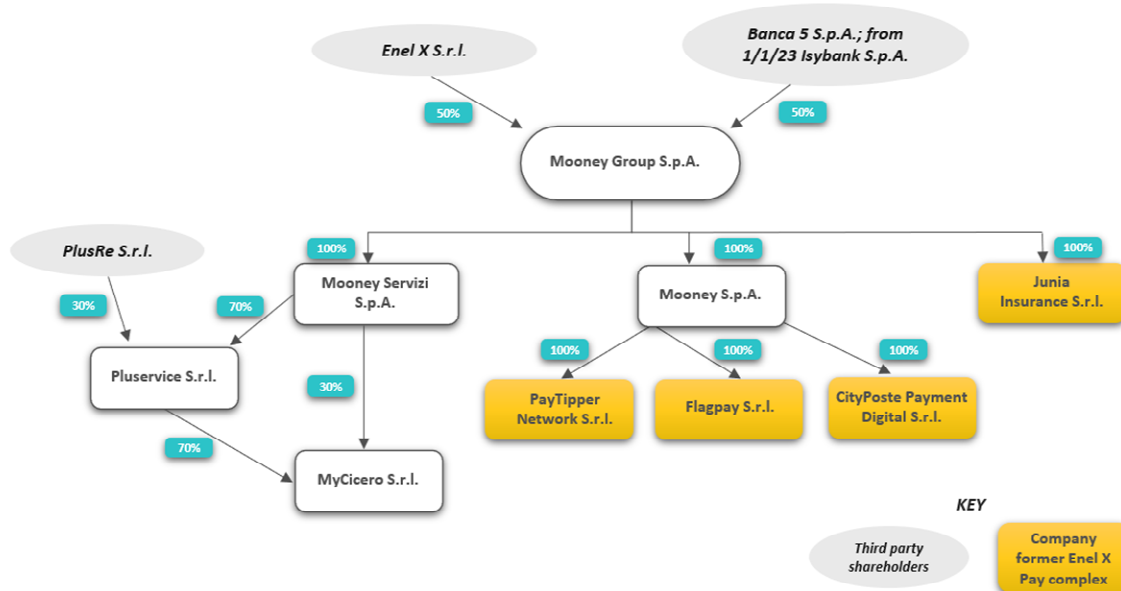 Enel X S.r.l.
Banca 5 S.p.A.; from
1/1/23 Isybank S.p.A.
50%
50%
Mooney Group S.p.A.
PlusRe S.r.l.
100%
100%
100%
Mooney Servizi
S.p.A.
Mooney S.p.A.
Junia
Insurance S.r.l.
30%
70%
Pluservice S.r.l.
30%
100%
100%
100%
PayTipper
Network S.r.l.
Flagpay S.r.l.
CityPoste Payment
Digital S.r.l.
70%
MyCicero S.r.l.
KEY
Third party
shareholders
Company
former Enel X
Pay complex